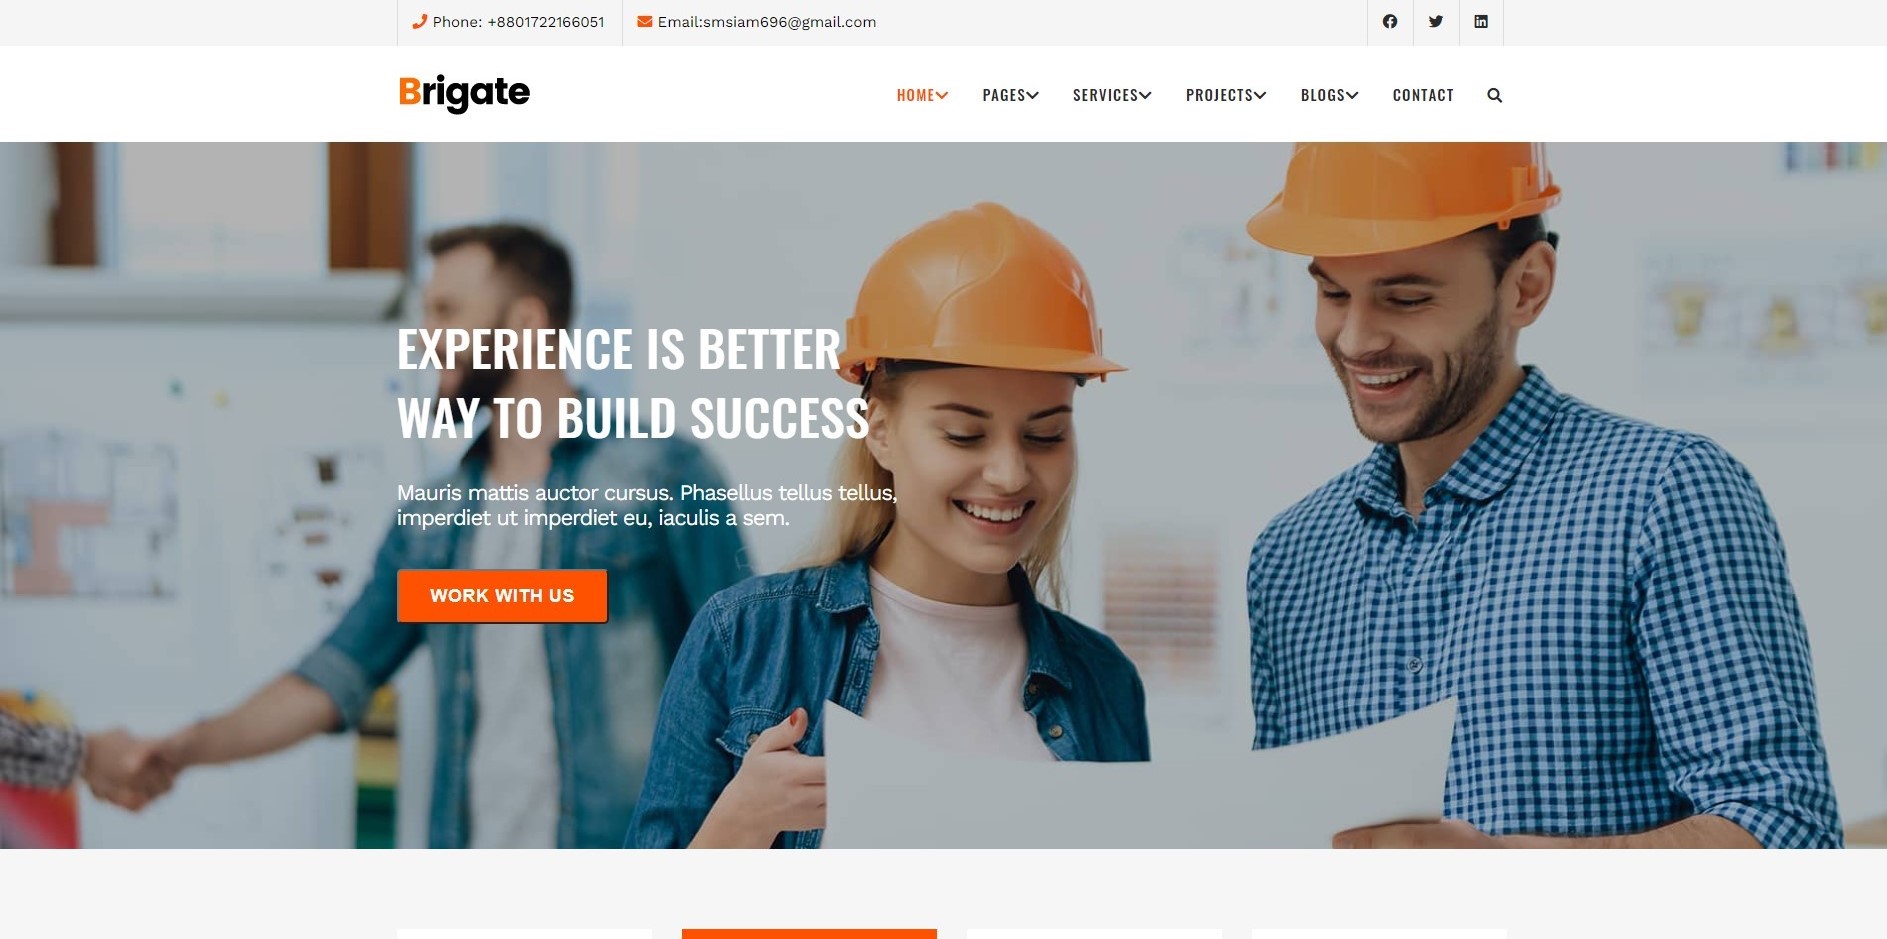 Phone: +8801722166051
Email:smsiam696@gmail.com
Brigate
HOME
PAGES
SERVICES
PROJECTS
BLOGS
CONTACT
EXPERIENCE IS BETTER
WAY TO BUILD SUCCESS
Mauris mattis auctor cursus. Phasellus tellus tellus,
imperdiet ut imperdiet eu, iaculis a sem.
WORK WITH US